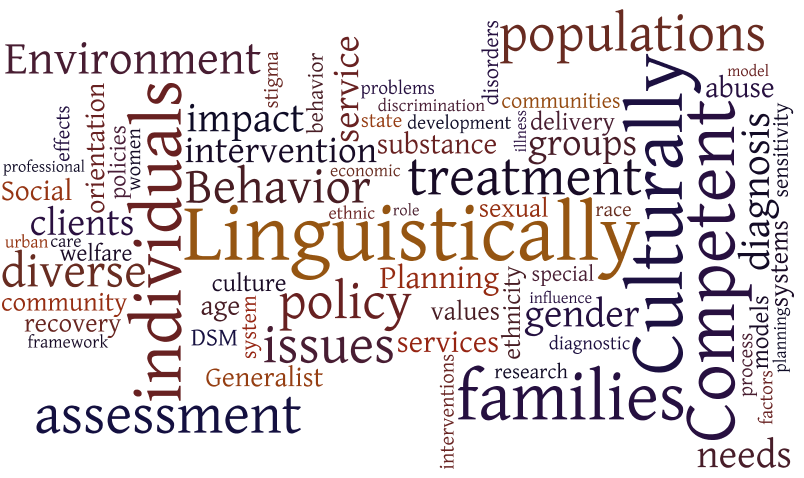 Environment
stigma
behavior
service
problems
disorders
populations
model
abuse
discrimination
communities
effects
orientation
policies
women
individuals
impact
state
development
illness
delivery
Culturally
Competent
diagnosis
sensitivity
intervention
substance
groups
professional
Social
Behavior
economic
treatment
clients
ethnic
role
sexual
race
Linguistically
urban
care
welfare
diverse
culture
Planning
special
systems
community
age
system
policy
values
ethnicity
influence
gender
recovery
framework
DSM
issues
services
diagnostic
process
models
planning
Generalist
interventions
research
families
factors
assessment
needs